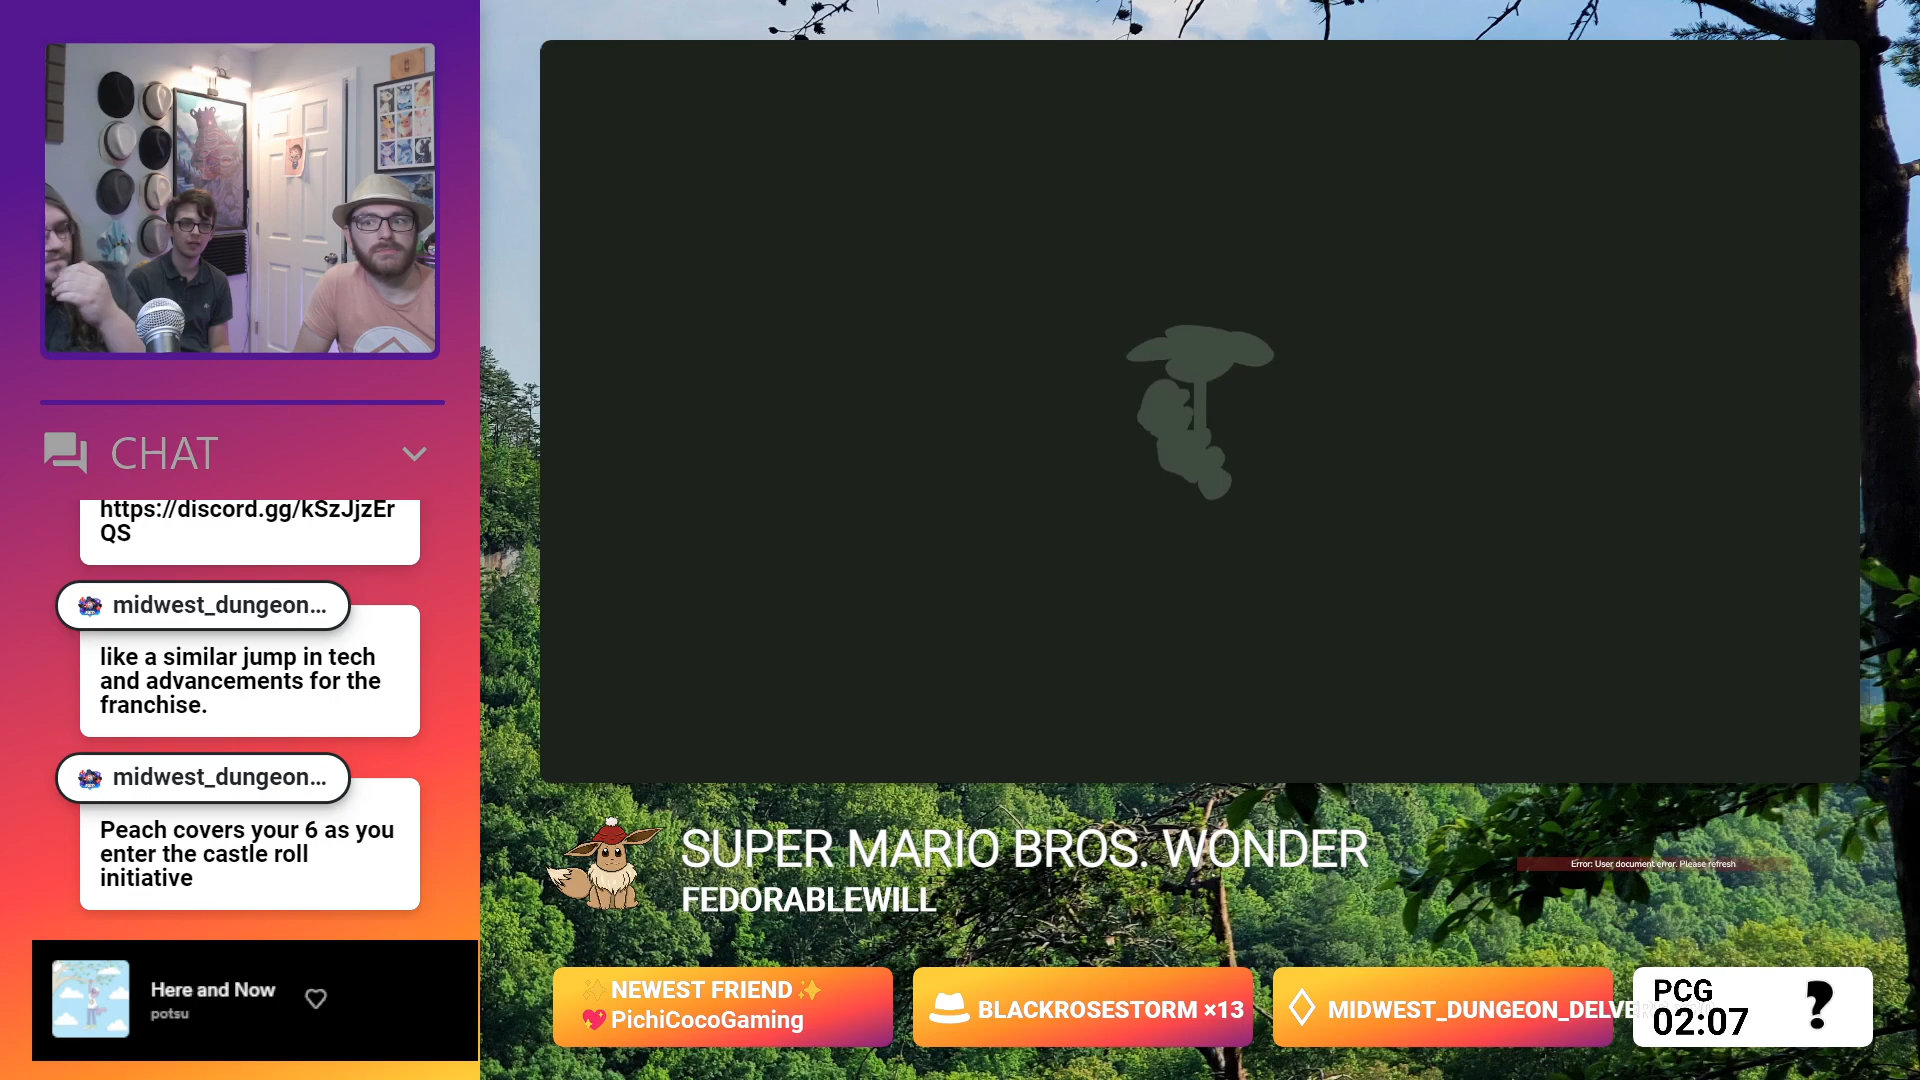 CHAT
https://discord.gg/kSzJjzEr
QS
midwest_dungeon...
like a similar jump in tech
and advancements for the
franchise.
midwest_dungeon...
Peach covers your 6 as you
enter the castle roll
initiative
Here and Now
potsu
SUPER MARIO BROS. WONDER
FEDORABLEWILL
Error: User document error. Please refresh
✨NEWEST FRIEND✨
💖PichiCocoGaming
BLACKROSESTORM ×13
MIDWEST_DUNGEON_DELVE
PCG
02:07
?